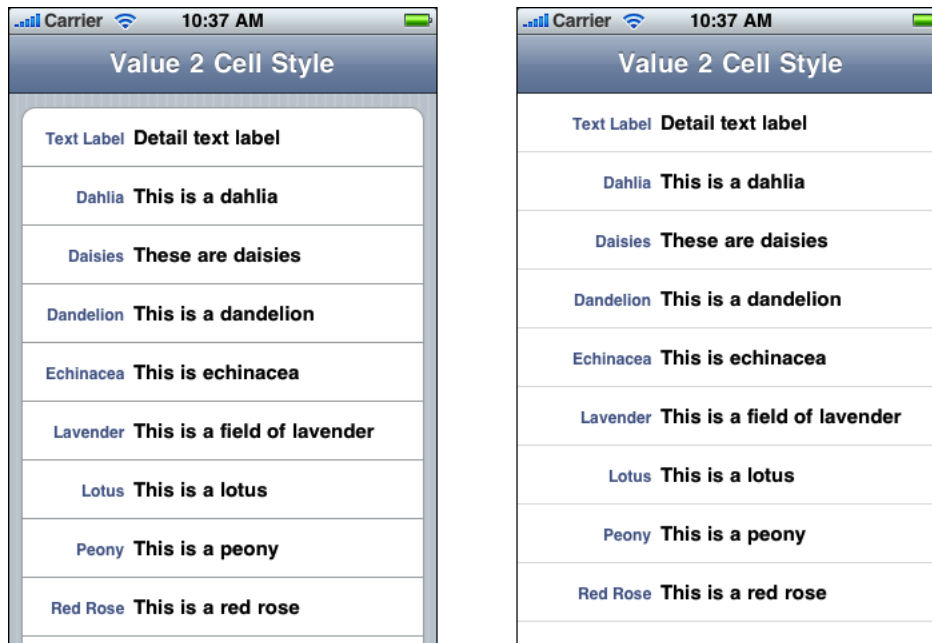 Carrier 10:37 AM
Value 2 Cell Style
Text Label Detail text label
Dahlia This is a dahlia
Daisies These are daisies
Dandelion This is a dandelion
Echinacea This is echinacea
Lavender This is a field of lavender
Lotus This is a lotus
Peony This is a peony
Red Rose This is a red rose
Carrier 10:37 AM
Value 2 Cell Style
Text Label Detail text label
Dahlia This is a dahlia
Daisies These are daisies
Dandelion This is a dandelion
Echinacea This is echinacea
Lavender This is a field of lavender
Lotus This is a lotus
Peony This is a peony
Red Rose This is a red rose